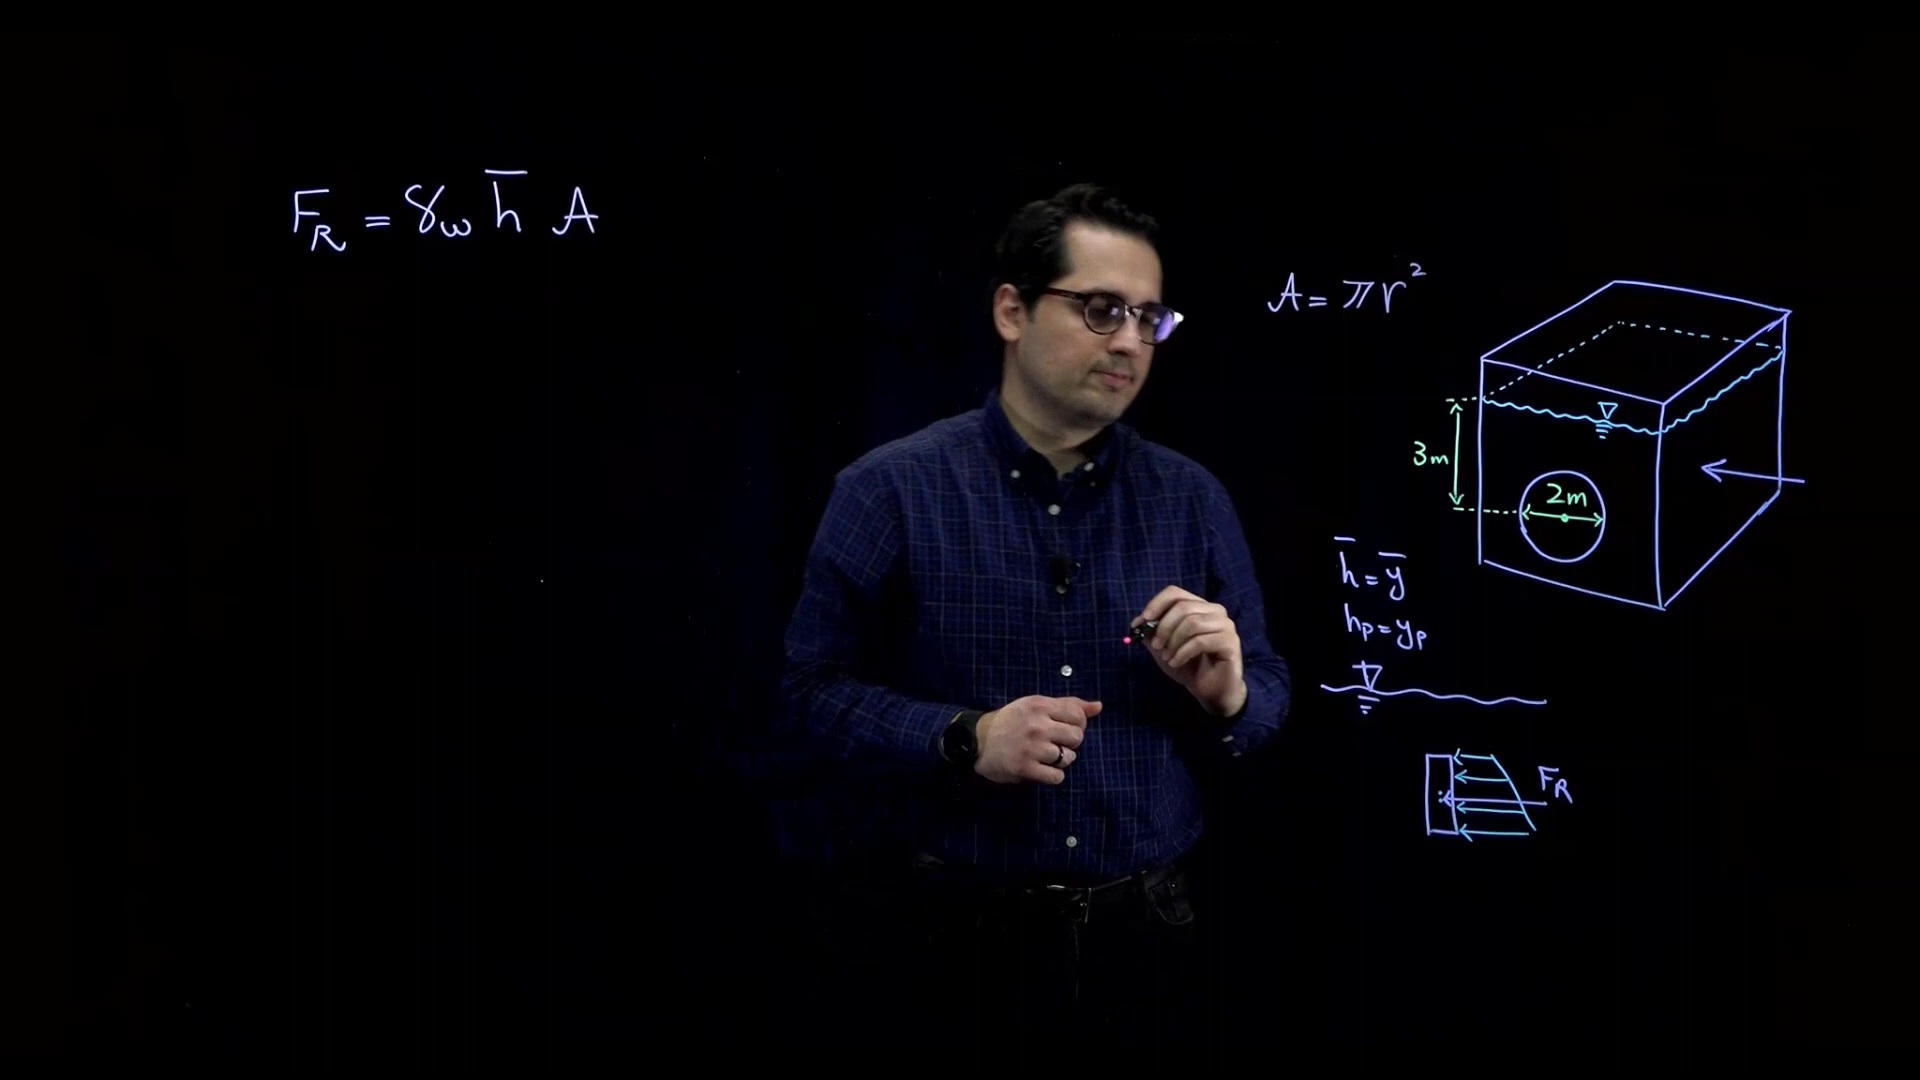 F_R = γ_w h̅ A
A = πr²
3m
2m
h̅ = y̅
h_p = y_p
F_R